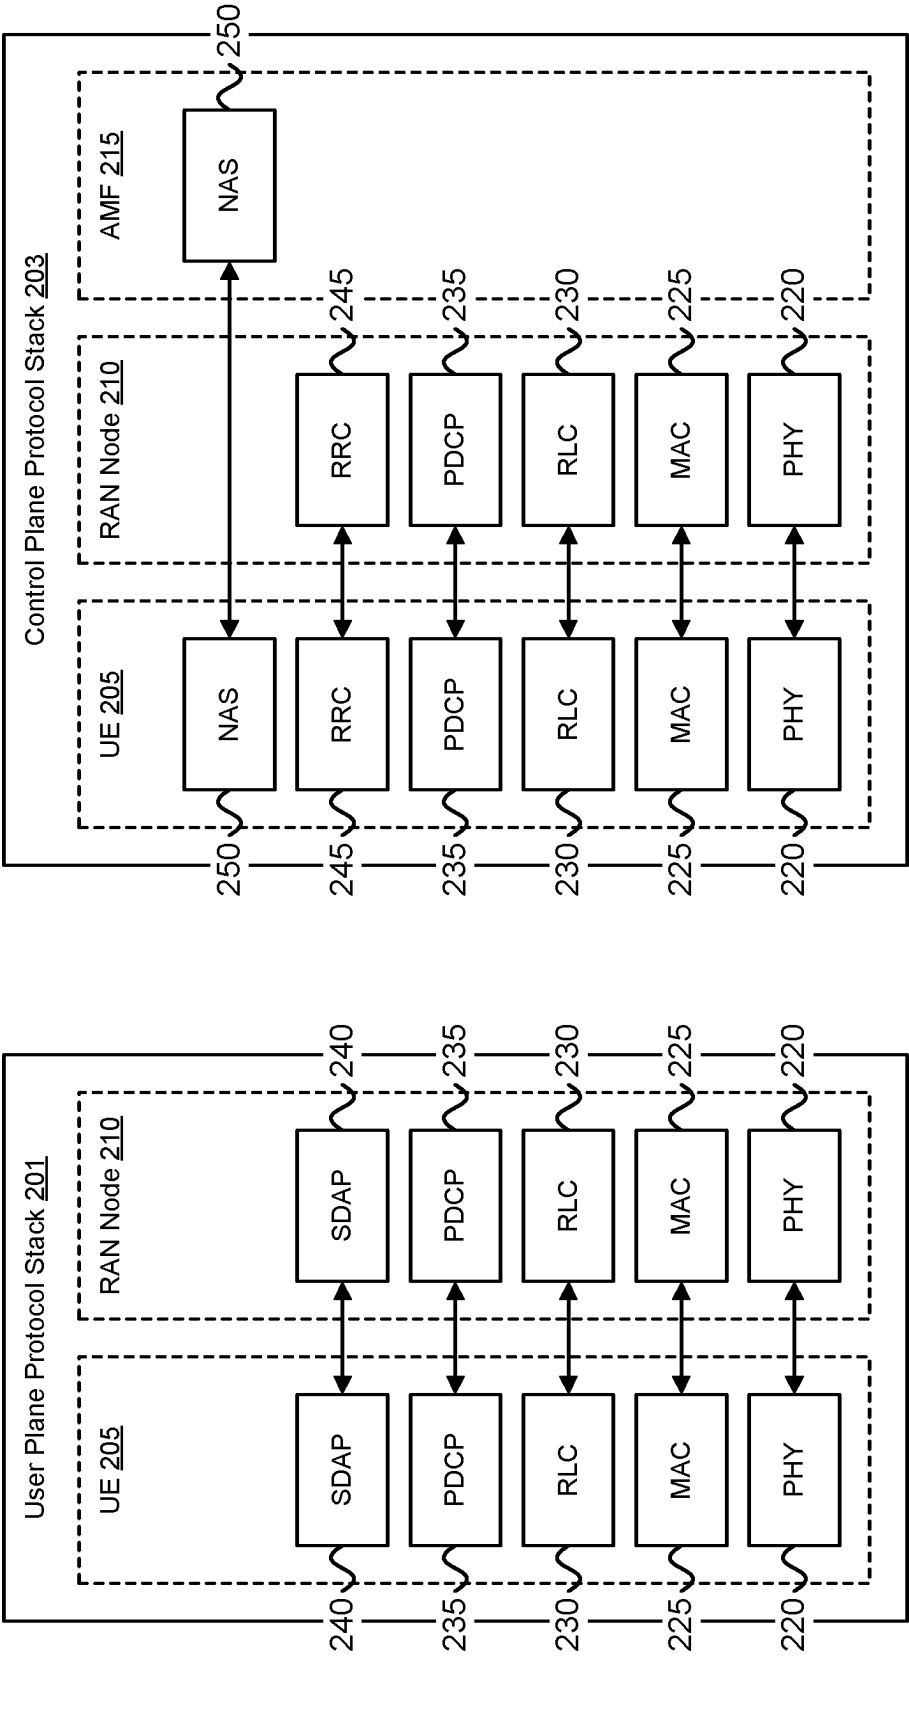 User Plane Protocol Stack 201
UE 205
RAN Node 210
240 SDAP SDAP 240
235 PDCP PDCP 235
230 RLC RLC 230
225 MAC MAC 225
220 PHY PHY 220
Control Plane Protocol Stack 203
UE 205
RAN Node 210
AMF 215
250 NAS NAS 250
245 RRC RRC 245
235 PDCP PDCP 235
230 RLC RLC 230
225 MAC MAC 225
220 PHY PHY 220